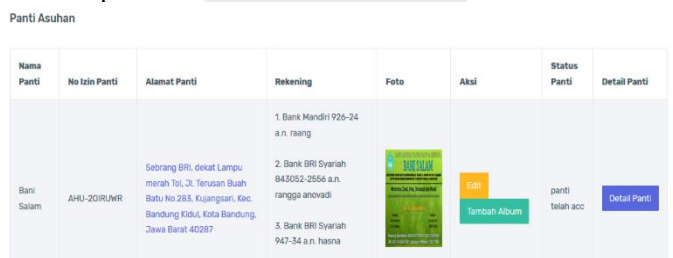 Panti Asuhan
Nama Panti
No Izin Panti
Alamat Panti
Rekening
Foto
Aksi
Status Panti
Detail Panti
Bani Salam
AHU-20IRUWR
Sebrang BRI, dekat Lampu
merah Tol, Jl. Terusan Buah
Batu No.283, Kujangsari, Kec.
Bandung Kidul, Kota Bandung,
Jawa Barat 40287
1. Bank Mandiri 926-24
a.n. raang
2. Bank BRI Syariah
843052-2556 a.n.
rangga anovadi
3. Bank BRI Syariah
947-34 a.n. hasna
BANI SALAM
Edit
Tambah Album
panti
telah acc
Detail Panti